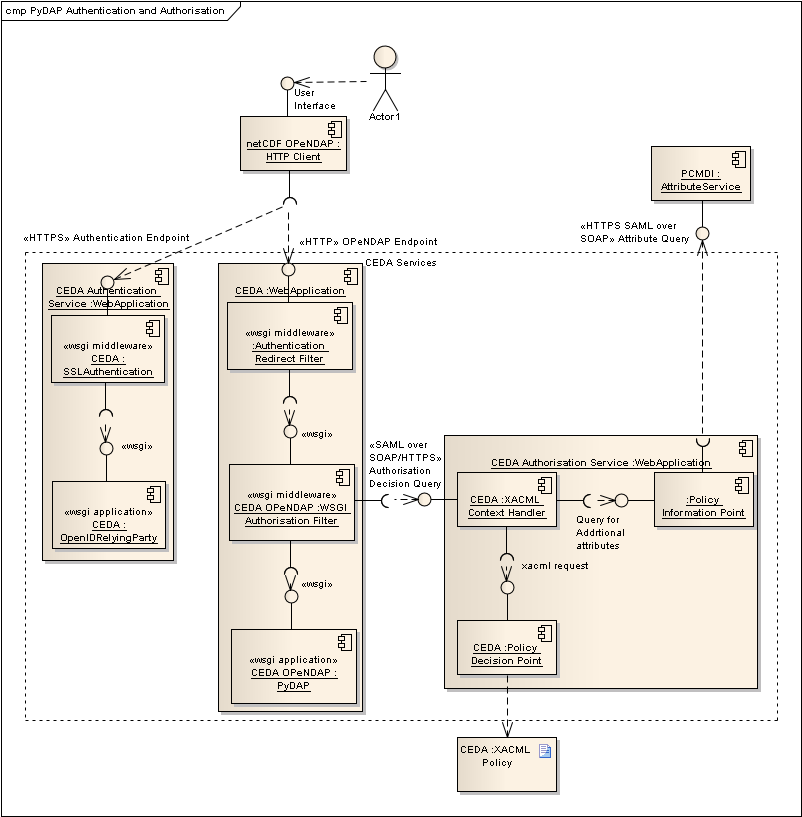 cmp PyDAP Authentication and Authorisation
User
Interface
Actor1
netCDF OPeNDAP :
HTTP Client
PCMDI :
AttributeService
«HTTPS» Authentication Endpoint
«HTTP» OPeNDAP Endpoint
«HTTPS SAML over
SOAP» Attribute Query
CEDA Services
CEDA Authentication
Service :WebApplication
CEDA :WebApplication
«wsgi middleware»
CEDA :
SSLAuthentication
«wsgi middleware»
:Authentication
Redirect Filter
«wsgi»
«wsgi»
«SAML over
SOAP/HTTPS»
Authorisation
Decision Query
CEDA Authorisation Service :WebApplication
«wsgi application»
CEDA :
OpenIDRelyingParty
«wsgi middleware»
CEDA OPeNDAP :WSGI
Authorisation Filter
CEDA :XACML
Context Handler
:Policy
Information Point
Query for
Addrtional
attributes
xacml request
«wsgi»
«wsgi application»
CEDA OPeNDAP :
PyDAP
CEDA :Policy
Decision Point
CEDA :XACML
Policy